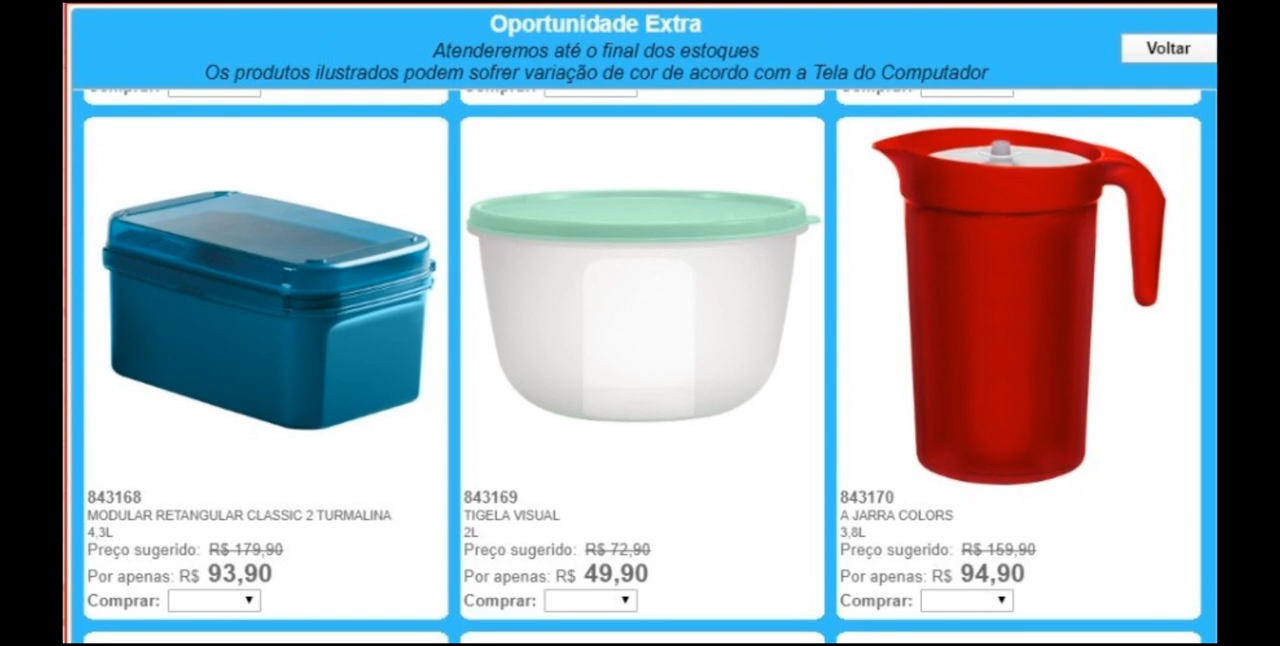 Oportunidade Extra
Atenderemos até o final dos estoques
Voltar
Os produtos ilustrados podem sofrer variação de cor de acordo com a Tela do Computador
843168
MODULAR RETANGULAR CLASSIC 2 TURMALINA
4,3L
Preço sugerido: R$ 179,90
Por apenas: R$ 93,90
Comprar:
843169
TIGELA VISUAL
2L
Preço sugerido: R$ 72,90
Por apenas: R$ 49,90
Comprar:
843170
A JARRA COLORS
3,8L
Preço sugerido: R$ 159,90
Por apenas: R$ 94,90
Comprar: